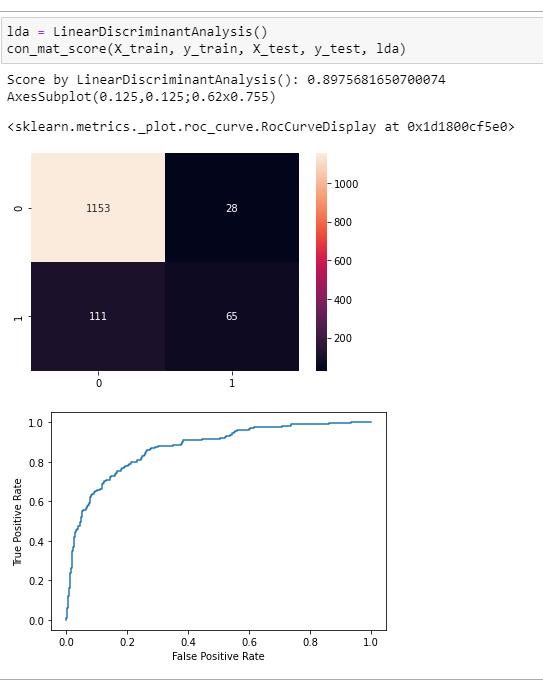 lda = LinearDiscriminantAnalysis()
con_mat_score(X_train, y_train, X_test, y_test, lda)
Score by LinearDiscriminantAnalysis(): 0.8975681650700074
AxesSubplot(0.125,0.125;0.62x0.755)
<sklearn.metrics._plot.roc_curve.RocCurveDisplay at 0x1d1800cf5e0>
0
1153
28
1
111
65
0
1
1000
800
600
400
200
True Positive Rate
1.0
0.8
0.6
0.4
0.2
0.0
0.0 0.2 0.4 0.6 0.8 1.0
False Positive Rate